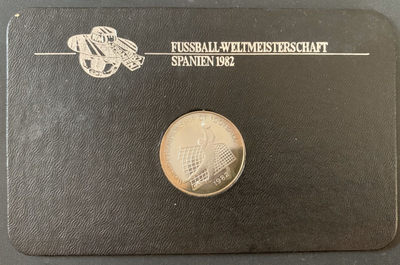 FUSSBALL-WELTMEISTERSCHAFT
SPANIEN 1982
1982